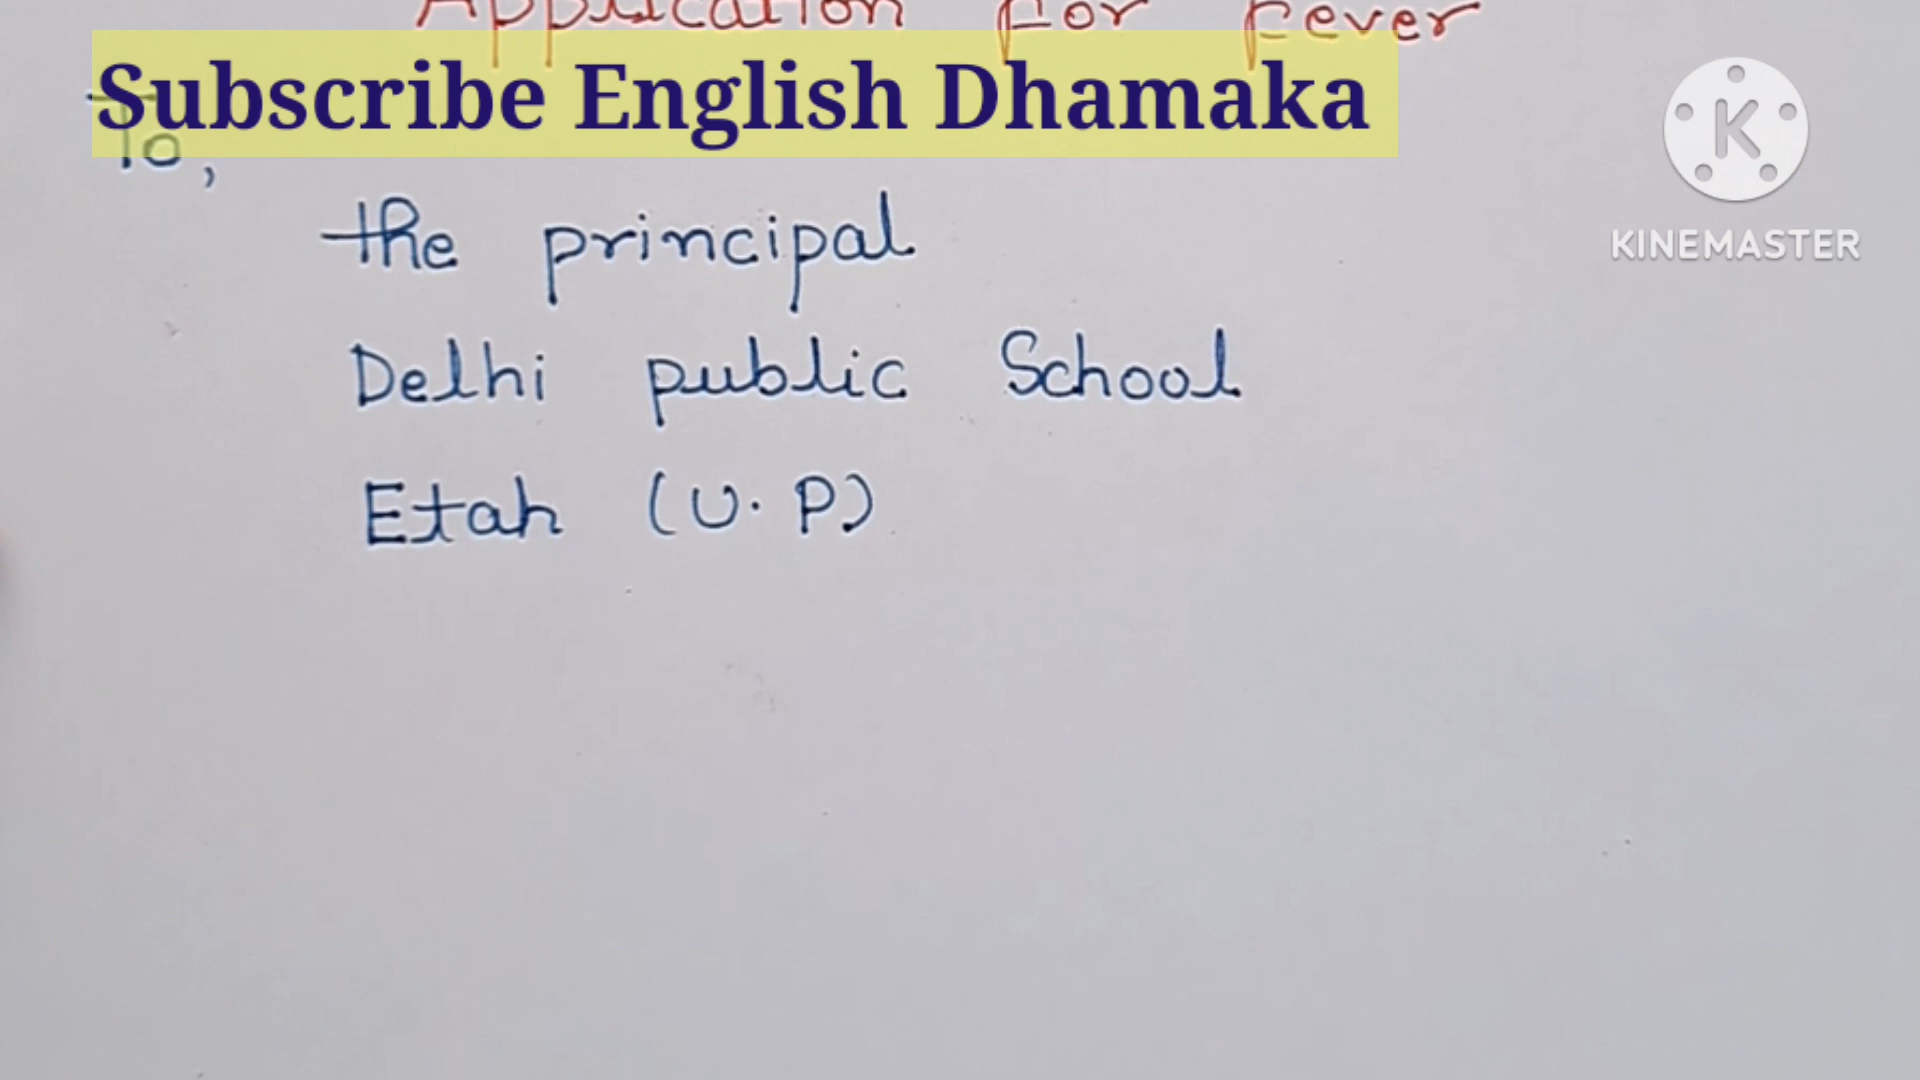 Application for fever
Subscribe English Dhamaka
To,
the principal
Delhi public School
Etah (U.P)
K
KINEMASTER